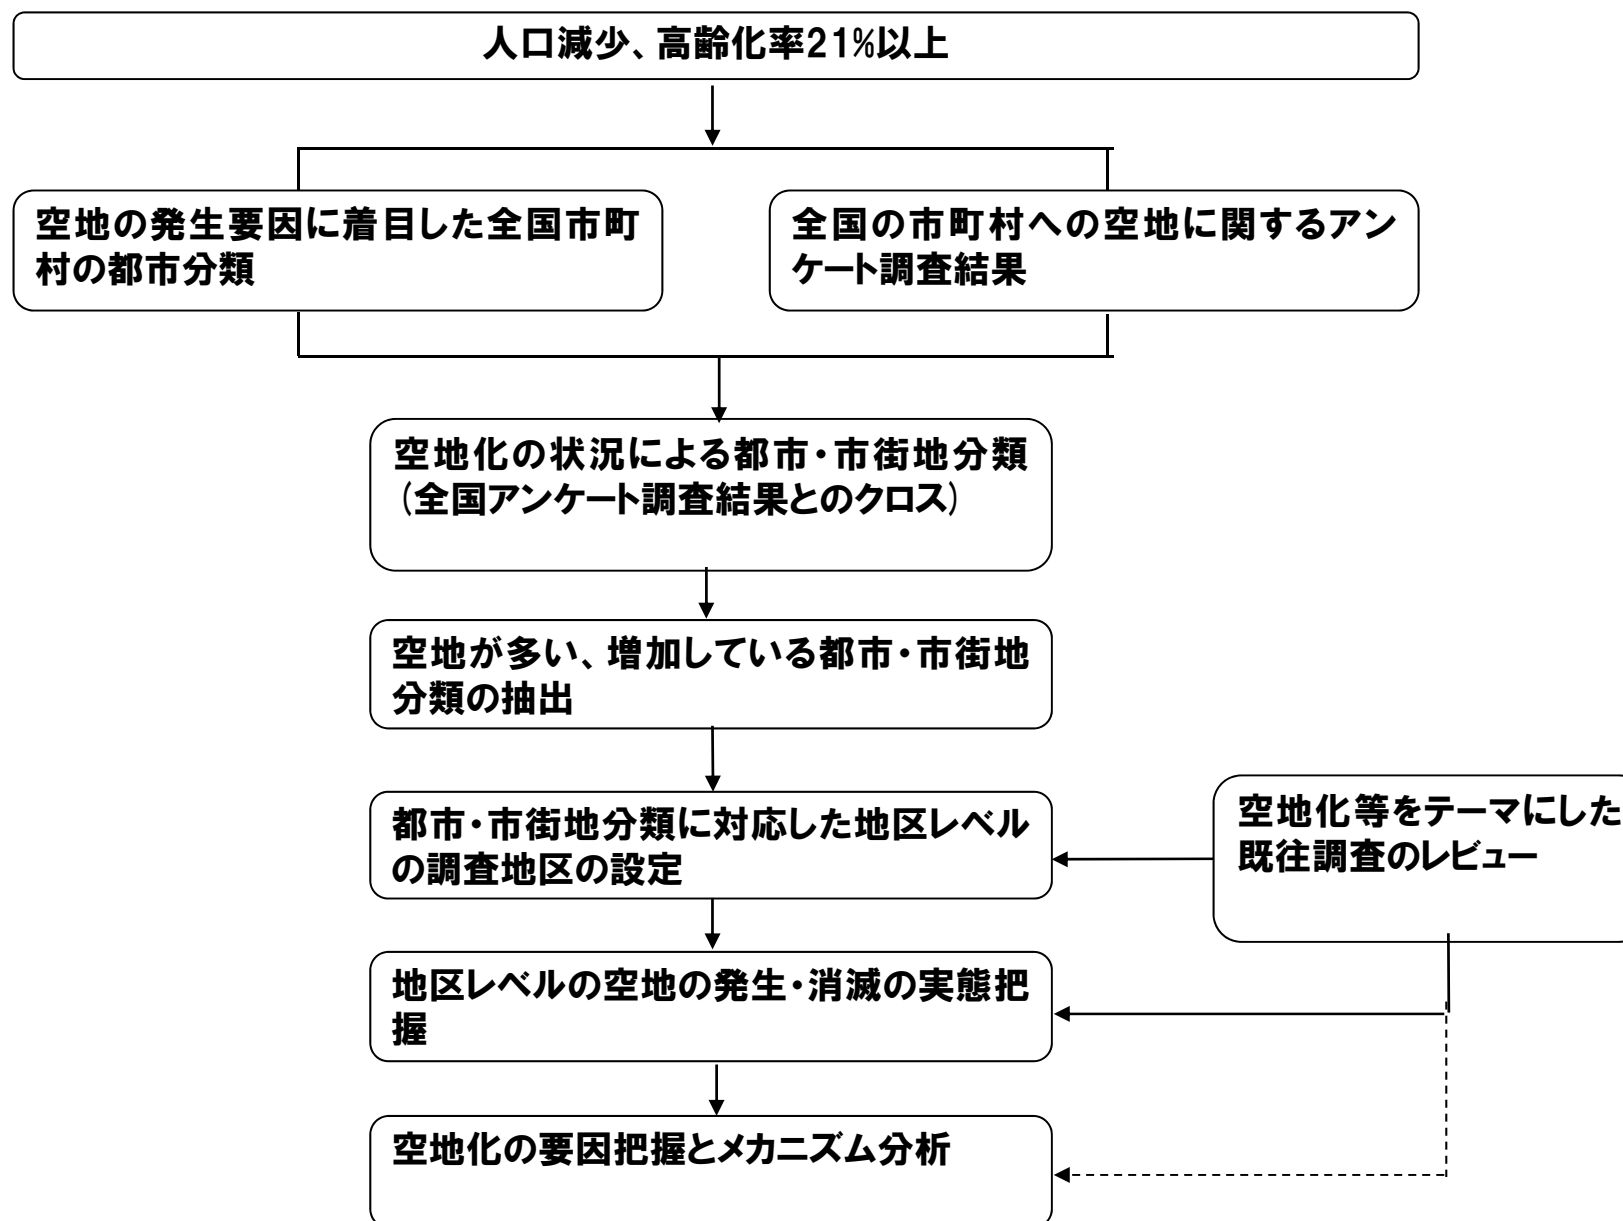 人口減少、高齢化率21%以上
空地の発生要因に着目した全国市町
村の都市分類
全国の市町村への空地に関するアン
ケート調査結果
空地化の状況による都市・市街地分類
(全国アンケート調査結果とのクロス)
空地が多い、増加している都市・市街地
分類の抽出
都市・市街地分類に対応した地区レベル
の調査地区の設定
空地化等をテーマにした
既往調査のレビュー
地区レベルの空地の発生・消滅の実態把
握
空地化の要因把握とメカニズム分析